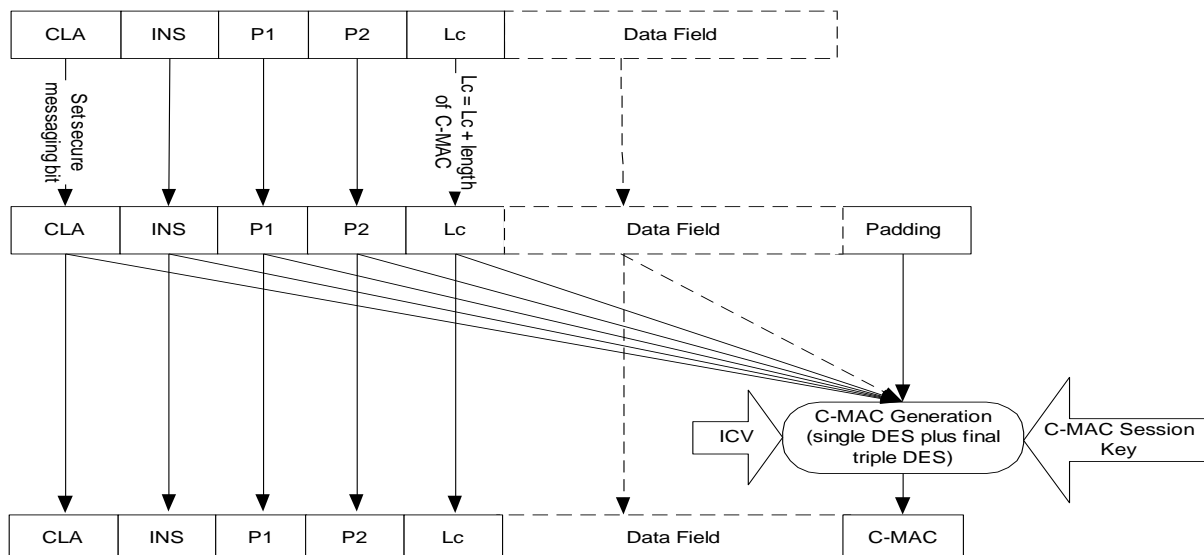 CLA INS P1 P2 Lc Data Field
Set secure
messaging bit
Lc = Lc + length
of C-MAC
CLA INS P1 P2 Lc Data Field Padding
ICV
C-MAC Generation
(single DES plus final
triple DES)
C-MAC Session
Key
CLA INS P1 P2 Lc Data Field C-MAC